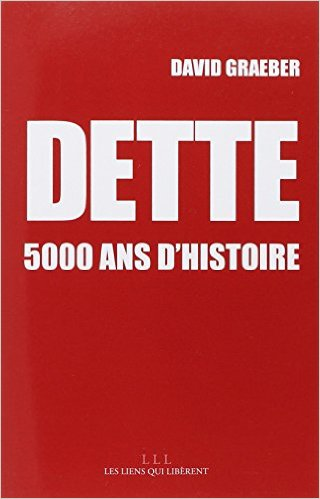 DAVID GRAEBER
DETTE
5000 ANS D'HISTOIRE
LLL
LES LIENS QUI LIBÈRENT